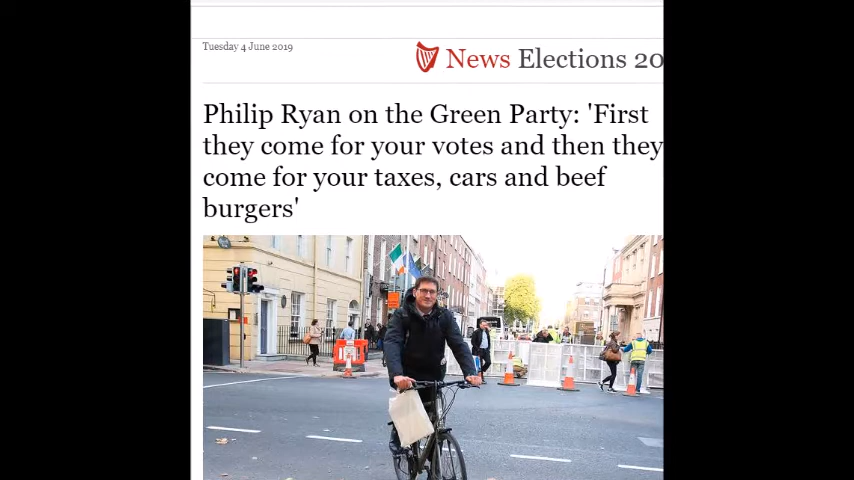 Tuesday 4 June 2019
News Elections 20
Philip Ryan on the Green Party: 'First
they come for your votes and then they
come for your taxes, cars and beef
burgers'